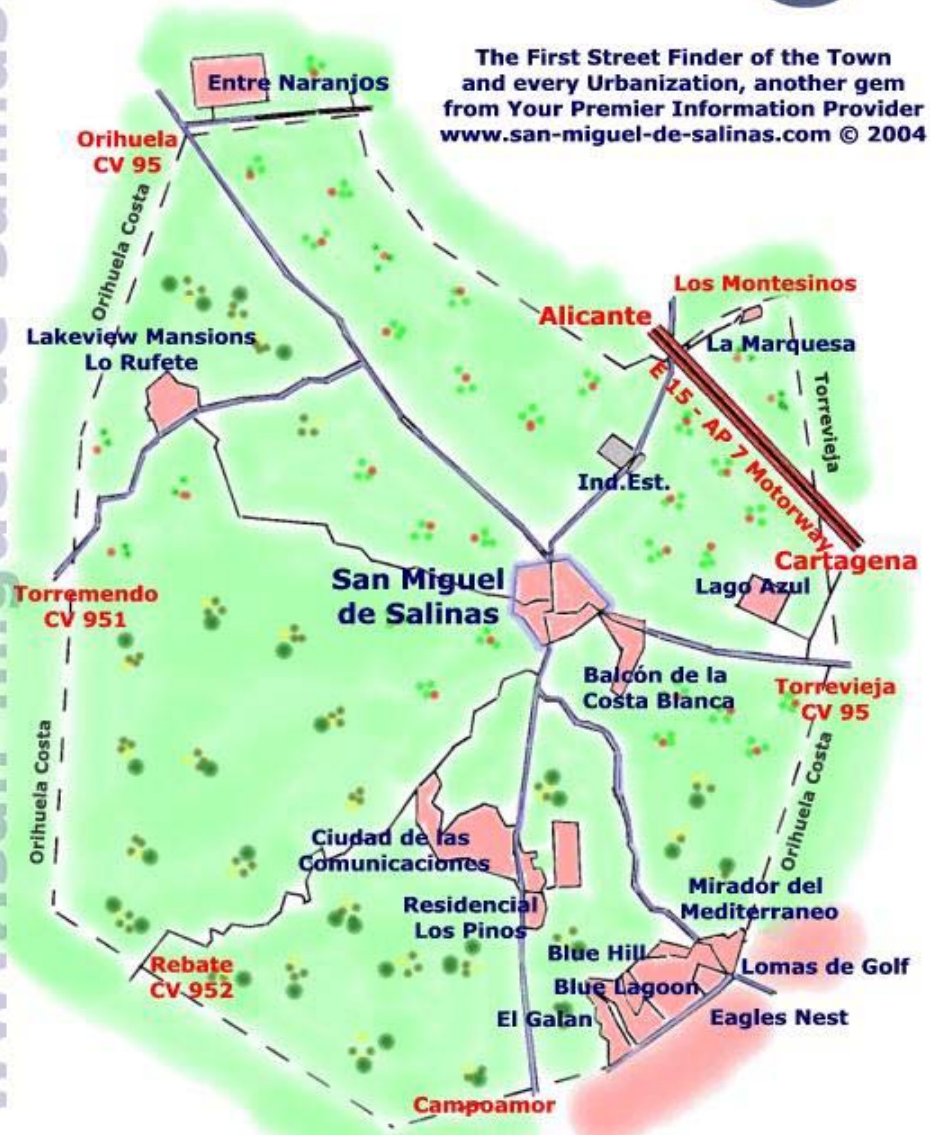 The First Street Finder of the Town
and every Urbanization, another gem
from Your Premier Information Provider
www.san-miguel-de-salinas.com © 2004
Entre Naranjos
Orihuela
CV 95
Orihuela Costa
Los Montesinos
Alicante
La Marquesa
Lakeview Mansions
Lo Rufete
Torrevieja
E 15 - AP 7 Motorway
Ind.Est.
Cartagena
San Miguel
de Salinas
Lago Azul
Torremendo
CV 951
Balcón de la
Costa Blanca
Torrevieja
CV 95
Orihuela Costa
Orihuela Costa
Ciudad de las
Comunicaciones
Mirador del
Mediterraneo
Residencial
Los Pinos
Blue Hill
Rebate
CV 952
Lomas de Golf
Blue Lagoon
El Galan
Eagles Nest
Campoamor